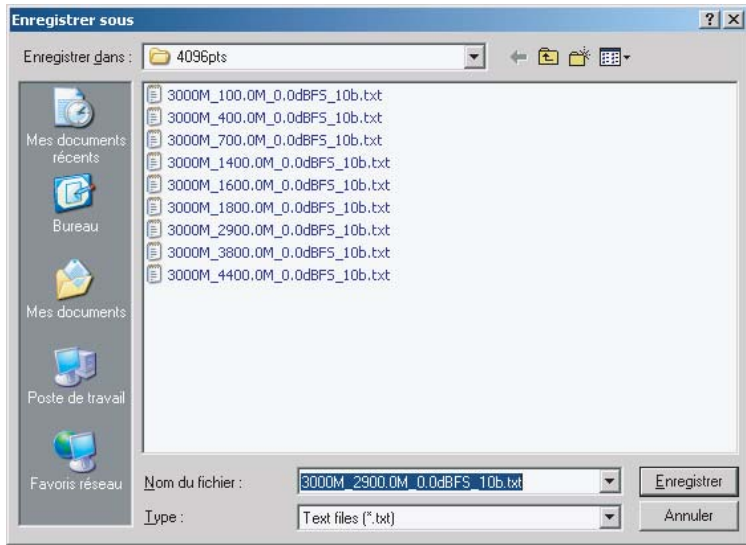 Enregistrer sous
Enregistrer dans :
4096pts
Mes documents
récents
Bureau
Mes documents
Poste de travail
Favoris réseau
3000M_100.0M_0.0dBFS_10b.txt
3000M_400.0M_0.0dBFS_10b.txt
3000M_700.0M_0.0dBFS_10b.txt
3000M_1400.0M_0.0dBFS_10b.txt
3000M_1600.0M_0.0dBFS_10b.txt
3000M_1800.0M_0.0dBFS_10b.txt
3000M_2900.0M_0.0dBFS_10b.txt
3000M_3800.0M_0.0dBFS_10b.txt
3000M_4400.0M_0.0dBFS_10b.txt
Nom du fichier :
3000M_2900.0M_0.0dBFS_10b.txt
Enregistrer
Type :
Text files (*.txt)
Annuler